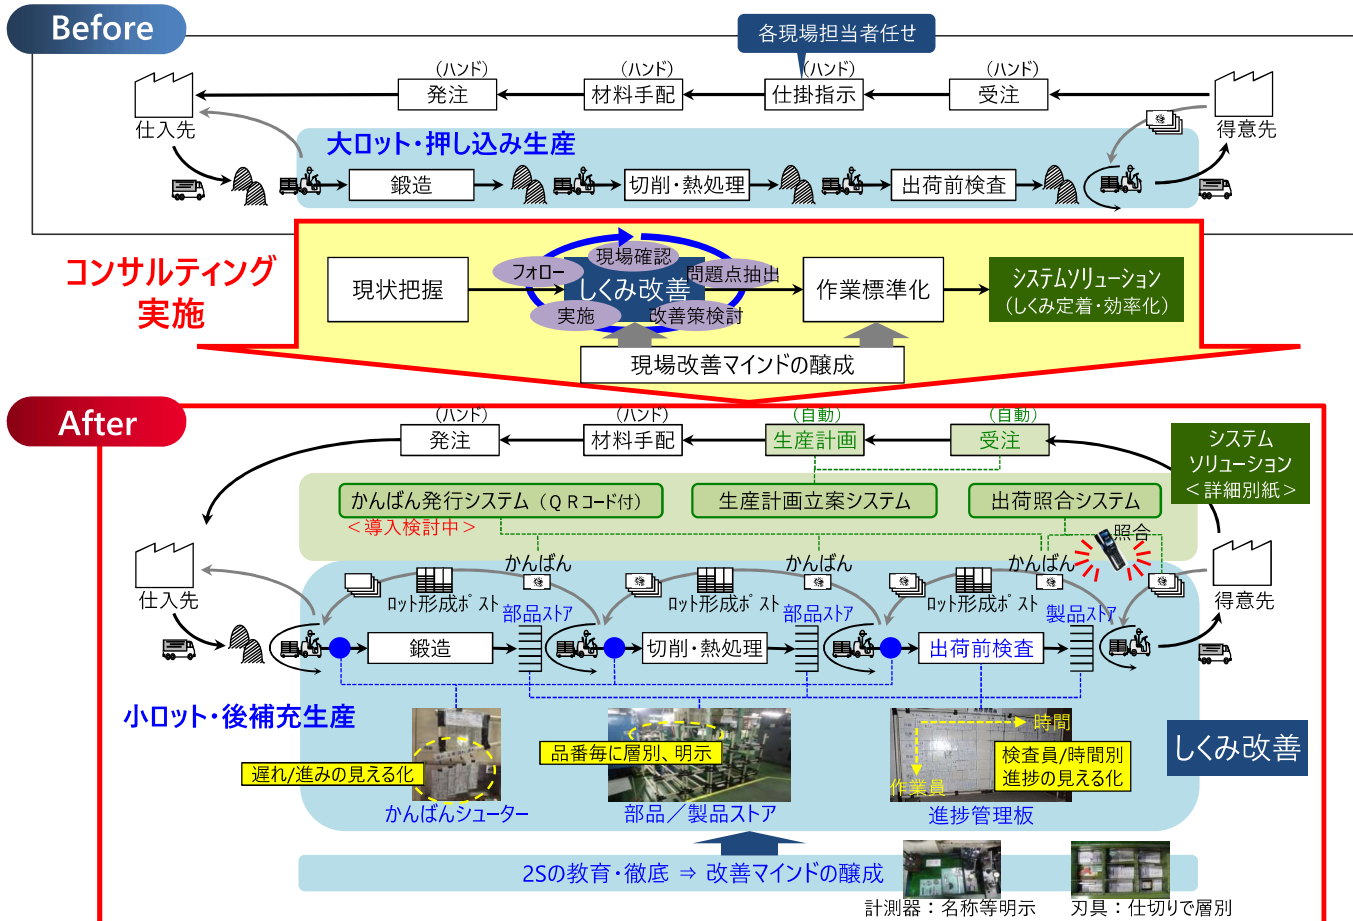 Before
各現場担当者任せ
(ハンド)
(ハンド)
(ハンド)
(ハンド)
発注
材料手配
仕掛指示
受注
仕入先
得意先
大ロット・押し込み生産
鍛造
切削・熱処理
出荷前検査
コンサルティング
実施
現状把握
フォロー
現場確認
問題点抽出
しくみ改善
実施
改善策検討
作業標準化
システムソリューション
(しくみ定着・効率化)
現場改善マインドの醸成
After
(ハンド)
(ハンド)
(自動)
(自動)
発注
材料手配
生産計画
受注
システム
ソリューション
<詳細別紙>
かんばん発行システム(QRコード付)
生産計画立案システム
出荷照合システム
<導入検討中>
照合
かんばん
かんばん
かんばん
仕入先
得意先
ロット形成ポスト
ロット形成ポスト
ロット形成ポスト
部品ストア
部品ストア
製品ストア
鍛造
切削・熱処理
出荷前検査
小ロット・後補充生産
遅れ/進みの見える化
かんばんシューター
品番毎に層別、明示
部品/製品ストア
時間
作業員
検査員/時間別
進捗の見える化
進捗管理板
しくみ改善
2Sの教育・徹底 ⇒ 改善マインドの醸成
計測器:名称等明示
刃具:仕切りで層別